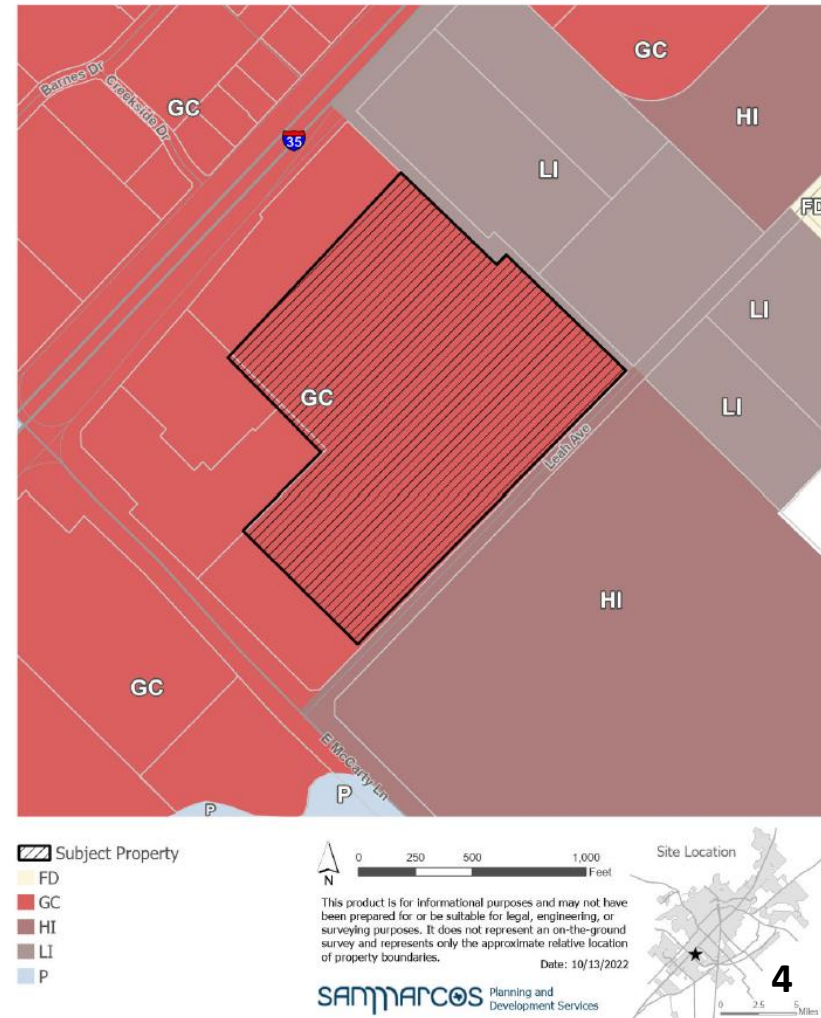 GC
Barnes Dr
Creekside Dr
GC
35
HI
LI
FD
LI
GC
LI
Leah Ave
HI
GC
E McCarty Ln
P
P
Subject Property
FD
GC
HI
LI
P
N
0 250 500 1,000
Feet
This product is for informational purposes and may not have
been prepared for or be suitable for legal, engineering, or
surveying purposes. It does not represent an on-the-ground
survey and represents only the approximate relative location
of property boundaries.
Date: 10/13/2022
SANMARCOS Planning and
Development Services
Site Location
4
0 2.5 5
Miles